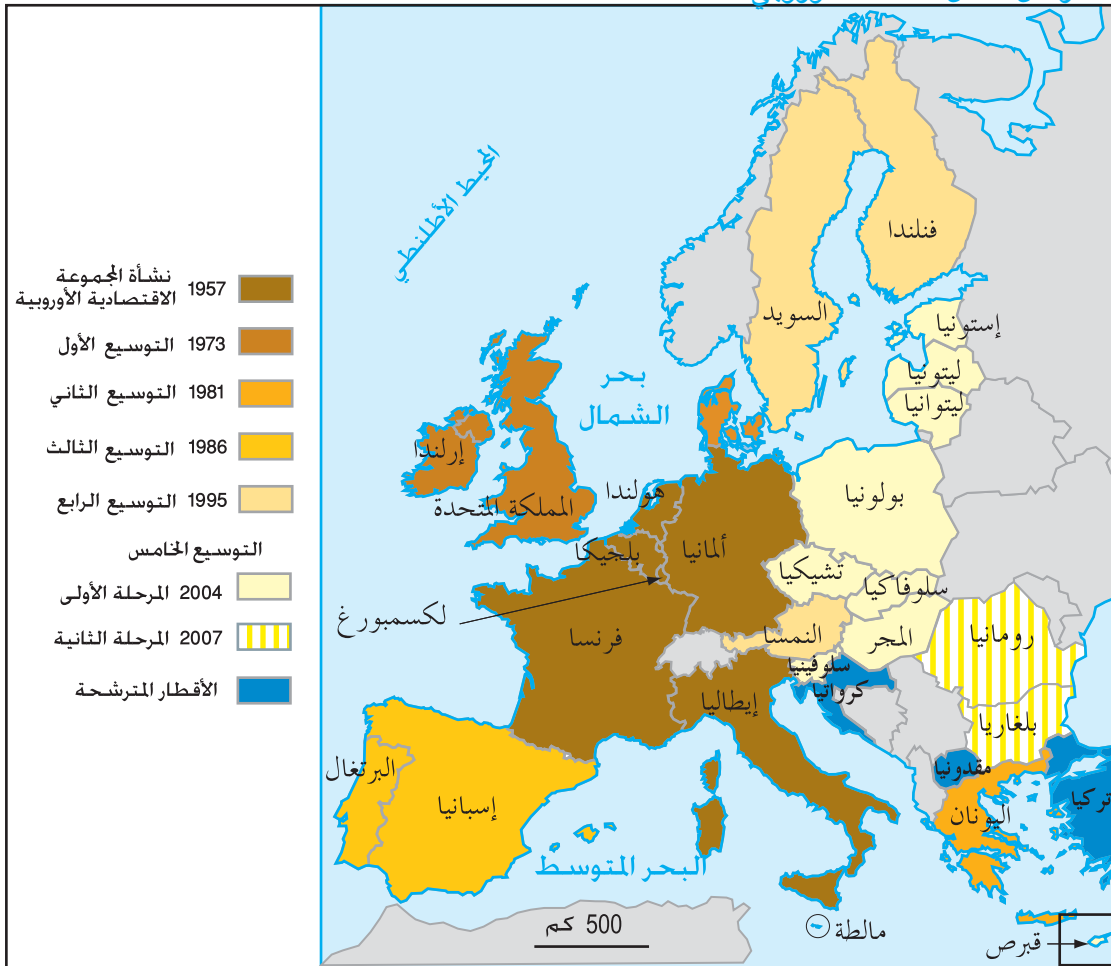 نشأة المجموعة
1957 الاقتصادية الأوروبية
1973 التوسيع الأول
1981 التوسيع الثاني
1986 التوسيع الثالث
1995 التوسيع الرابع
التوسيع الخامس
2004 المرحلة الأولى
2007 المرحلة الثانية
الأقطار المترشحة
المحيط الأطلنطي
فنلندا
السويد
إستونيا
ليتونيا
ليتوانيا
بحر
الشمال
إرلندا
المملكة المتحدة
هولندا
بولونيا
ألمانيا
بلجيكا
تشيكيا
سلوفاكيا
لكسمبورغ
فرنسا
النمسا
المجر
رومانيا
سلوفينيا
كرواتيا
إيطاليا
بلغاريا
مقدونيا
تركيا
اليونان
البرتغال
إسبانيا
البحر المتوسط
500 كم
مالطة
قبرص